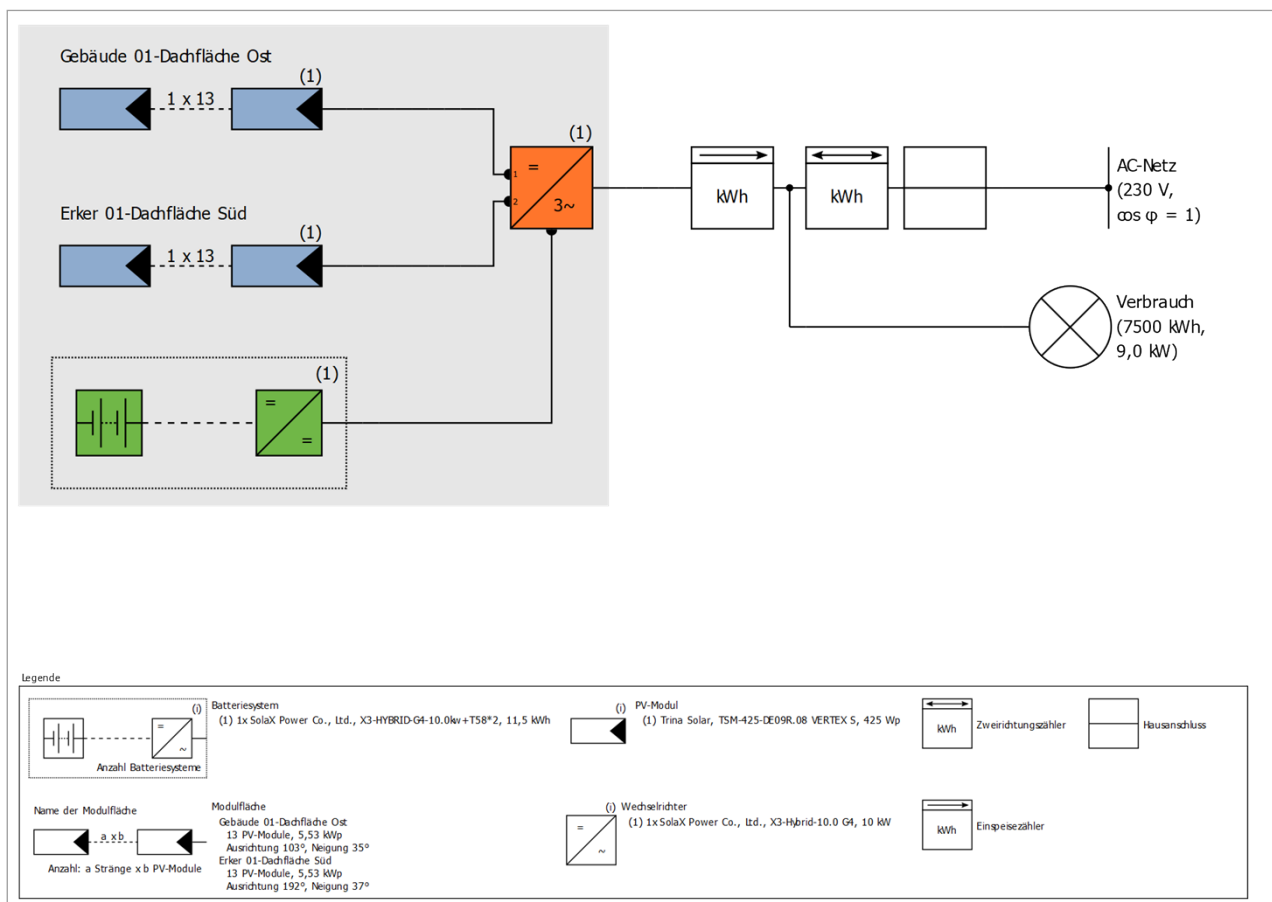 Gebäude 01-Dachfläche Ost
(1)
1 x 13
(1)
1
=
2
3~
kWh
kWh
AC-Netz
(230 V,
cos φ = 1)
Erker 01-Dachfläche Süd
(1)
1 x 13
Verbrauch
(7500 kWh,
9,0 kW)
(1)
=
=
Legende
(i)
=
~
Anzahl Batteriesysteme
Batteriesystem
(1) 1x SolaX Power Co., Ltd., X3-HYBRID-G4-10.0kw+T58*2, 11,5 kWh
(i)
PV-Modul
(1) Trina Solar, TSM-425-DE09R.08 VERTEX S, 425 Wp
kWh
Zweirichtungszähler
Hausanschluss
Name der Modulfläche
a x b
Anzahl: a Stränge x b PV-Module
Modulfläche
Gebäude 01-Dachfläche Ost
13 PV-Module, 5,53 kWp
Ausrichtung 103°, Neigung 35°
Erker 01-Dachfläche Süd
13 PV-Module, 5,53 kWp
Ausrichtung 192°, Neigung 37°
=
~
(i) Wechselrichter
(1) 1x SolaX Power Co., Ltd., X3-Hybrid-10.0 G4, 10 kW
kWh
Einspeisezähler